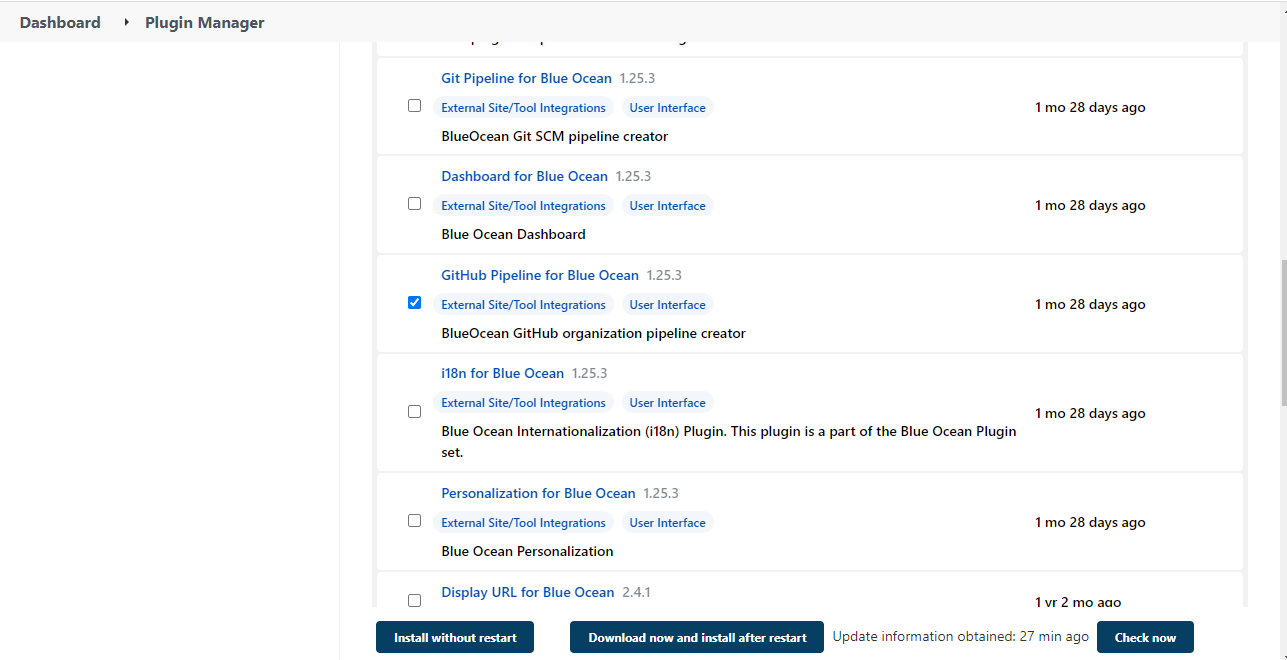 Dashboard Plugin Manager
Git Pipeline for Blue Ocean 1.25.3
External Site/Tool Integrations User Interface
1 mo 28 days ago
BlueOcean Git SCM pipeline creator
Dashboard for Blue Ocean 1.25.3
External Site/Tool Integrations User Interface
1 mo 28 days ago
Blue Ocean Dashboard
GitHub Pipeline for Blue Ocean 1.25.3
External Site/Tool Integrations User Interface
1 mo 28 days ago
BlueOcean GitHub organization pipeline creator
i18n for Blue Ocean 1.25.3
External Site/Tool Integrations User Interface
1 mo 28 days ago
Blue Ocean Internationalization (i18n) Plugin. This plugin is a part of the Blue Ocean Plugin
set.
Personalization for Blue Ocean 1.25.3
External Site/Tool Integrations User Interface
1 mo 28 days ago
Blue Ocean Personalization
Display URL for Blue Ocean 2.4.1
1 yr 2 mo ago
Install without restart Download now and install after restart Update information obtained: 27 min ago Check now